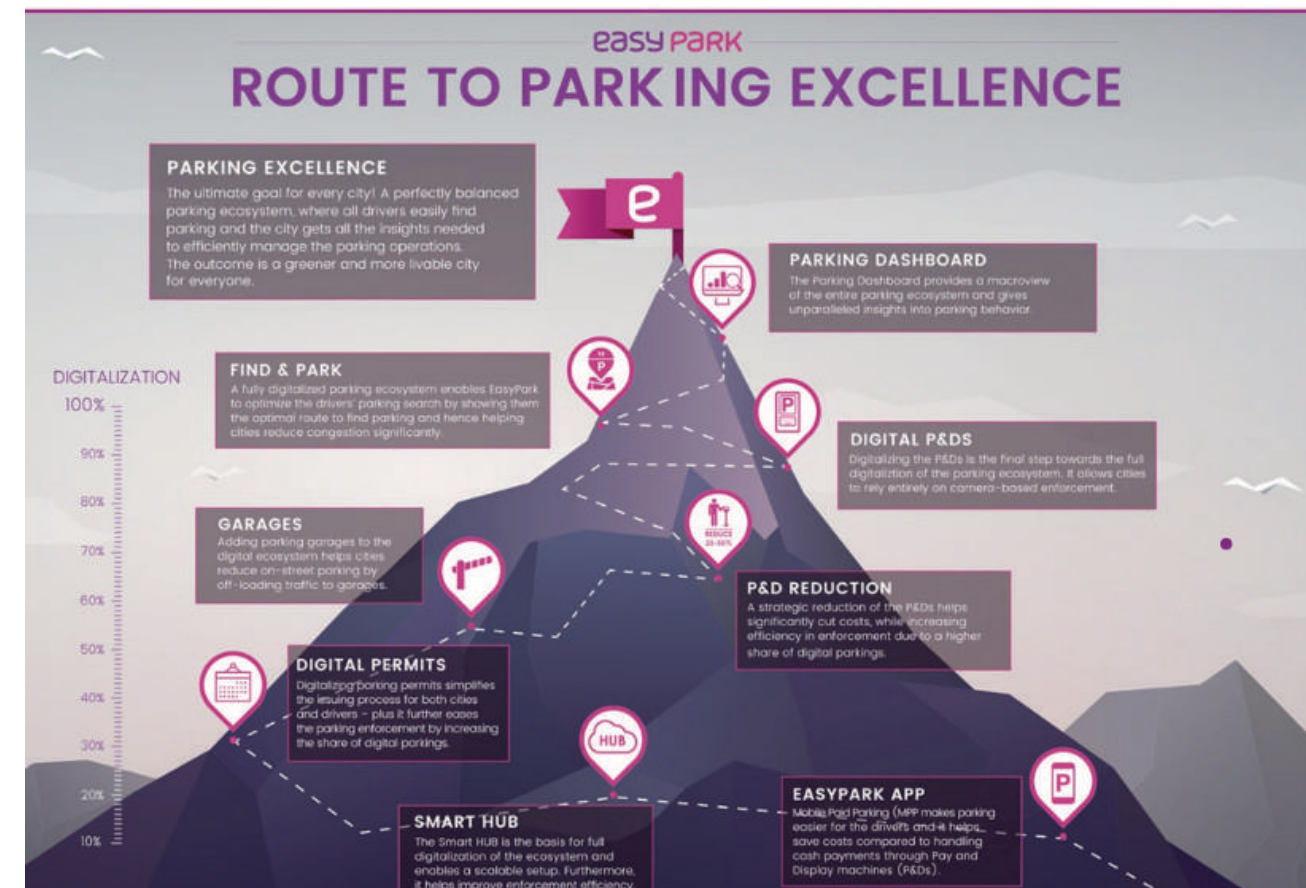 easy park
ROUTE TO PARKING EXCELLENCE
PARKING EXCELLENCE
The ultimate goal for every city! A perfectly balanced
parking ecosystem, where all drivers easily find
parking and the city gets all the insights needed
to efficiently manage the parking operations.
The outcome is a greener and more livable city
for everyone.
e
PARKING DASHBOARD
The Parking Dashboard provides a macroview
of the entire parking ecosystem and gives
unparalleled insights into parking behavior.
FIND & PARK
A fully digitalized parking ecosystem enables EasyPark
to optimize the drivers' parking search by showing them
the optimal route to find parking and hence helping
cities reduce congestion significantly.
P
P
DIGITAL P&DS
Digitalizing the P&Ds is the final step towards the full
digitaliztion of the parking ecosystem. It allows cities
to rely entirely on camera-based enforcement.
DIGITALIZATION
100%
90%
80%
70%
60%
50%
40%
30%
20%
10%
GARAGES
Adding parking garages to the
digital ecosystem helps cities
reduce on-street parking by
off-loading traffic to garages.
REDUCE
P&D REDUCTION
A strategic reduction of the P&Ds helps
significantly cut costs, while increasing
efficiency in enforcement due to a higher
share of digital parkings.
DIGITAL PERMITS
Digitalizing parking permits simplifies
the issuing process for both cities
and drivers – plus it further eases
the parking enforcement by increasing
the share of digital parkings.
HUB
SMART HUB
The Smart HUB is the basis for full
digitalization of the ecosystem and
enables a scalable setup. Furthermore,
it helps improve enforcement efficiency.
P
EASYPARK APP
Mobile Paid Parking (MPP makes parking
easier for the drivers and it helps
save costs compared to handling
cash payments through Pay and
Display machines (P&Ds).